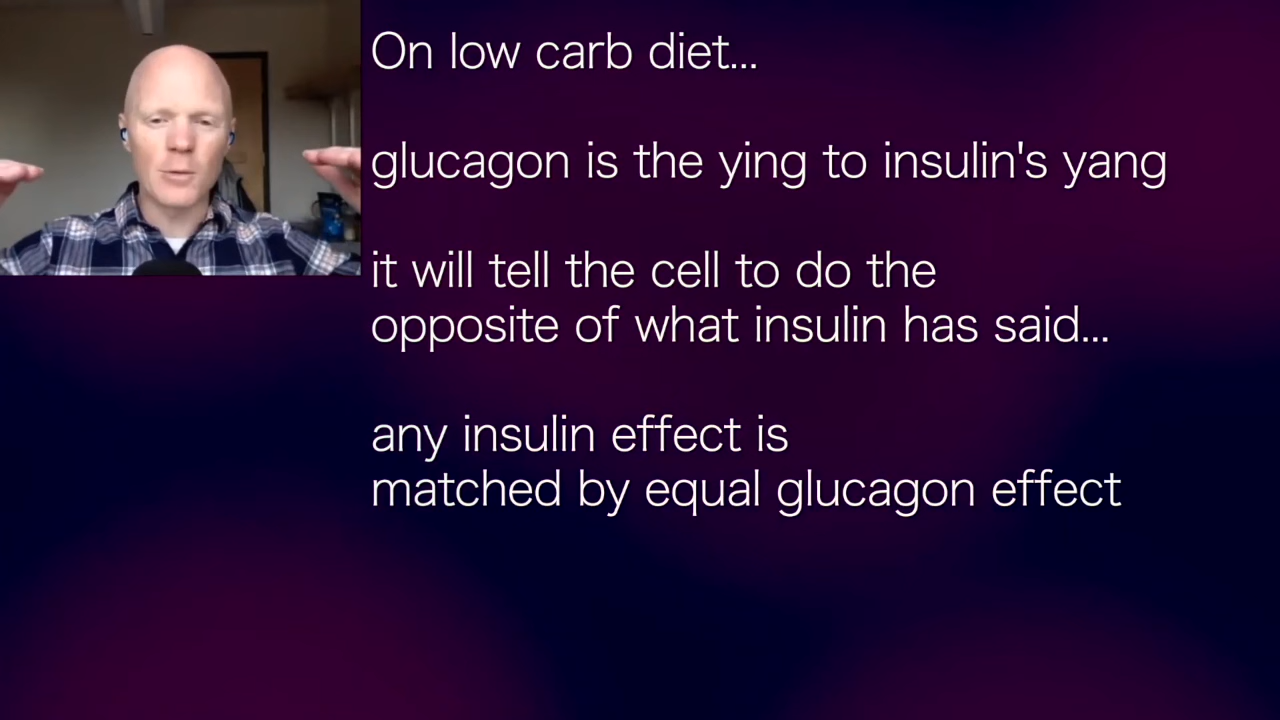 On low carb diet...
glucagon is the ying to insulin's yang
it will tell the cell to do the
opposite of what insulin has said...
any insulin effect is
matched by equal glucagon effect